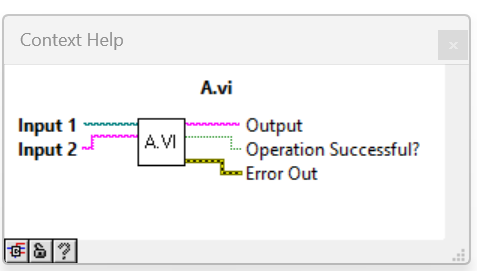 Context Help
A.vi
Input 1
Input 2
A.VI
Output
Operation Successful?
Error Out
?